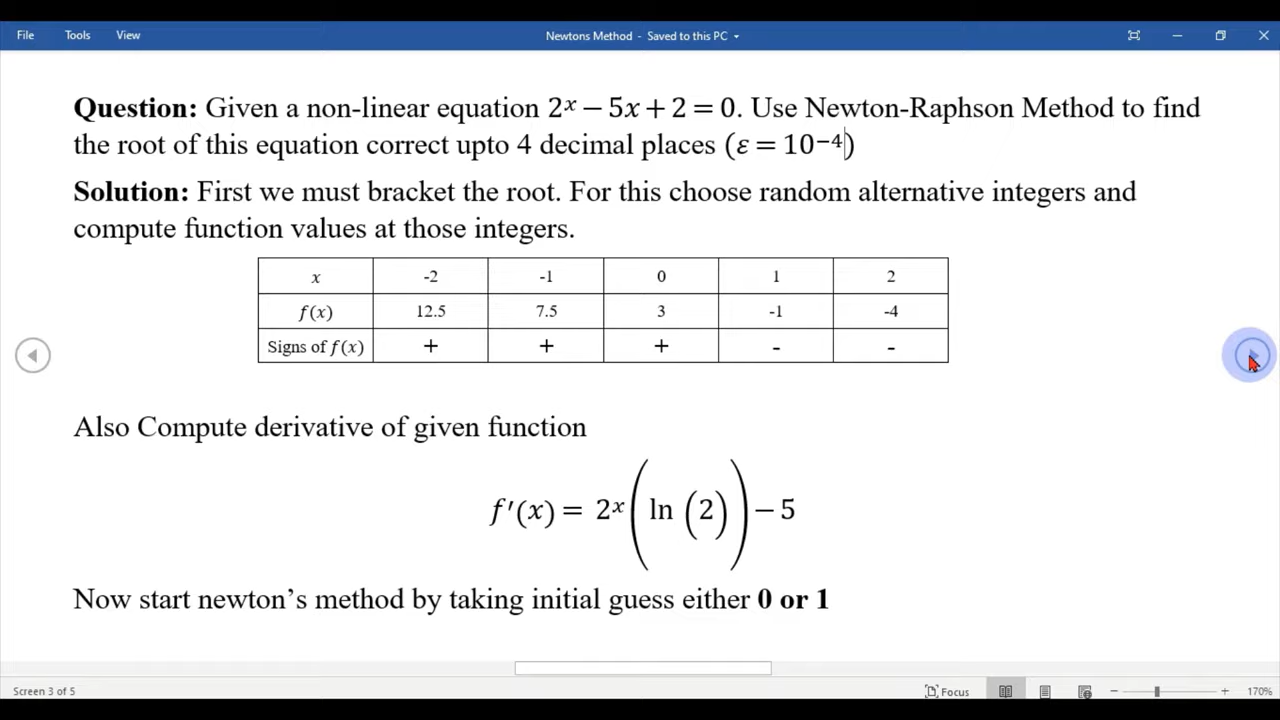 File Tools View Newtons Method - Saved to this PC
Question: Given a non-linear equation 2ˣ − 5x + 2 = 0. Use Newton-Raphson Method to find
the root of this equation correct upto 4 decimal places (ε = 10⁻⁴)
Solution: First we must bracket the root. For this choose random alternative integers and
compute function values at those integers.
x -2 -1 0 1 2
f(x) 12.5 7.5 3 -1 -4
Signs of f(x) + + + - -
Also Compute derivative of given function
f′(x) = 2ˣ(ln (2)) − 5
Now start newton’s method by taking initial guess either 0 or 1
Screen 3 of 5 Focus − + 170%